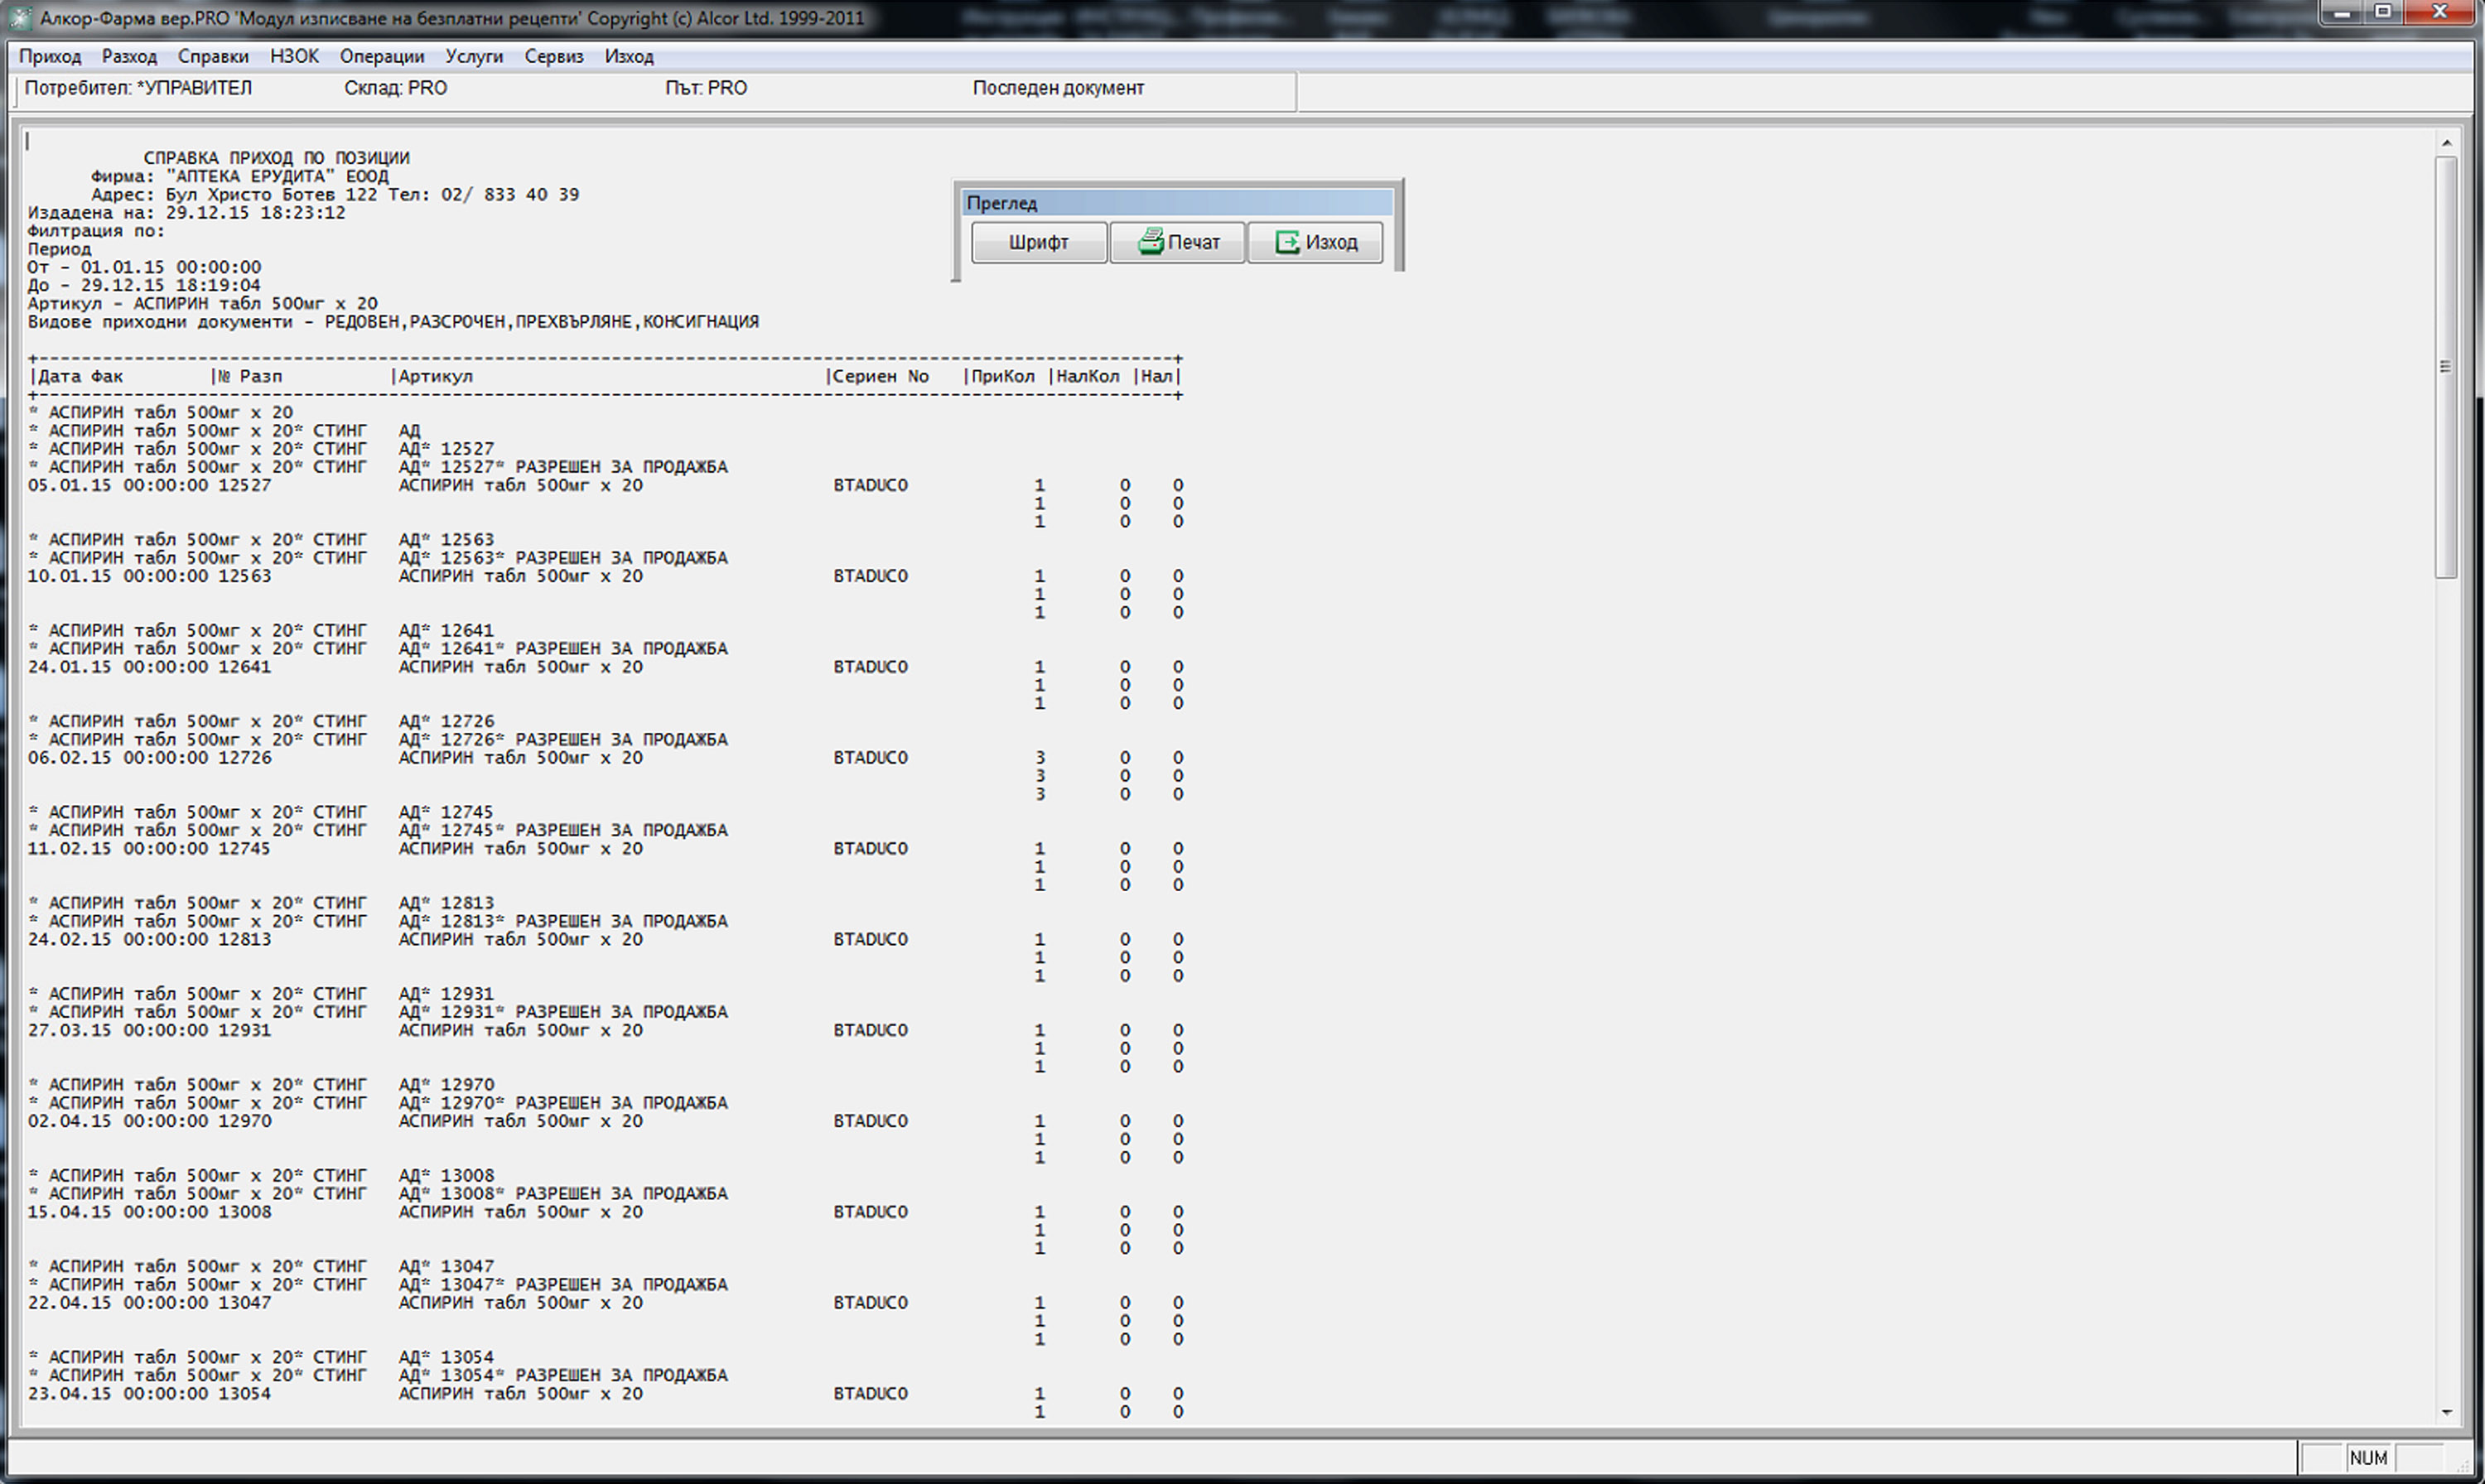 Алкор-Фарма вер.PRO 'Модул изписване на безплатни рецепти' Copyright (c) Alcor Ltd. 1999-2011
Приход Разход Справки НЗОК Операции Услуги Сервиз Изход
Потребител: *УПРАВИТЕЛ Склад: PRO Път: PRO Последен документ
СПРАВКА ПРИХОД ПО ПОЗИЦИИ
Фирма: "АПТЕКА ЕРУДИТА" ЕООД
Адрес: Бул Христо Ботев 122 Тел: 02/ 833 40 39
Издадена на: 29.12.15 18:23:12
Филтрация по:
Период
От - 01.01.15 00:00:00
До - 29.12.15 18:19:04
Артикул - АСПИРИН табл 500мг x 20
Видове приходни документи - РЕДОВЕН,РАЗСРОЧЕН,ПРЕХВЪРЛЯНЕ,КОНСИГНАЦИЯ
Преглед
Шрифт Печат Изход
|Дата Фак |№ Разп |Артикул |Сериен No |ПриКол |НалКол |Нал|
* АСПИРИН табл 500мг x 20
* АСПИРИН табл 500мг x 20* СТИНГ АД
* АСПИРИН табл 500мг x 20* СТИНГ АД* 12527
* АСПИРИН табл 500мг x 20* СТИНГ АД* 12527* РАЗРЕШЕН ЗА ПРОДАЖБА
05.01.15 00:00:00 12527 АСПИРИН табл 500мг x 20 BTADUC0 1 0 0
1 0 0
1 0 0
* АСПИРИН табл 500мг x 20* СТИНГ АД* 12563
* АСПИРИН табл 500мг x 20* СТИНГ АД* 12563* РАЗРЕШЕН ЗА ПРОДАЖБА
10.01.15 00:00:00 12563 АСПИРИН табл 500мг x 20 BTADUC0 1 0 0
1 0 0
1 0 0
* АСПИРИН табл 500мг x 20* СТИНГ АД* 12641
* АСПИРИН табл 500мг x 20* СТИНГ АД* 12641* РАЗРЕШЕН ЗА ПРОДАЖБА
24.01.15 00:00:00 12641 АСПИРИН табл 500мг x 20 BTADUC0 1 0 0
1 0 0
1 0 0
* АСПИРИН табл 500мг x 20* СТИНГ АД* 12726
* АСПИРИН табл 500мг x 20* СТИНГ АД* 12726* РАЗРЕШЕН ЗА ПРОДАЖБА
06.02.15 00:00:00 12726 АСПИРИН табл 500мг x 20 BTADUC0 3 0 0
3 0 0
3 0 0
* АСПИРИН табл 500мг x 20* СТИНГ АД* 12745
* АСПИРИН табл 500мг x 20* СТИНГ АД* 12745* РАЗРЕШЕН ЗА ПРОДАЖБА
11.02.15 00:00:00 12745 АСПИРИН табл 500мг x 20 BTADUC0 1 0 0
1 0 0
1 0 0
* АСПИРИН табл 500мг x 20* СТИНГ АД* 12813
* АСПИРИН табл 500мг x 20* СТИНГ АД* 12813* РАЗРЕШЕН ЗА ПРОДАЖБА
24.02.15 00:00:00 12813 АСПИРИН табл 500мг x 20 BTADUC0 1 0 0
1 0 0
1 0 0
* АСПИРИН табл 500мг x 20* СТИНГ АД* 12931
* АСПИРИН табл 500мг x 20* СТИНГ АД* 12931* РАЗРЕШЕН ЗА ПРОДАЖБА
27.03.15 00:00:00 12931 АСПИРИН табл 500мг x 20 BTADUC0 1 0 0
1 0 0
1 0 0
* АСПИРИН табл 500мг x 20* СТИНГ АД* 12970
* АСПИРИН табл 500мг x 20* СТИНГ АД* 12970* РАЗРЕШЕН ЗА ПРОДАЖБА
02.04.15 00:00:00 12970 АСПИРИН табл 500мг x 20 BTADUC0 1 0 0
1 0 0
1 0 0
* АСПИРИН табл 500мг x 20* СТИНГ АД* 13008
* АСПИРИН табл 500мг x 20* СТИНГ АД* 13008* РАЗРЕШЕН ЗА ПРОДАЖБА
15.04.15 00:00:00 13008 АСПИРИН табл 500мг x 20 BTADUC0 1 0 0
1 0 0
1 0 0
* АСПИРИН табл 500мг x 20* СТИНГ АД* 13047
* АСПИРИН табл 500мг x 20* СТИНГ АД* 13047* РАЗРЕШЕН ЗА ПРОДАЖБА
22.04.15 00:00:00 13047 АСПИРИН табл 500мг x 20 BTADUC0 1 0 0
1 0 0
1 0 0
* АСПИРИН табл 500мг x 20* СТИНГ АД* 13054
* АСПИРИН табл 500мг x 20* СТИНГ АД* 13054* РАЗРЕШЕН ЗА ПРОДАЖБА
23.04.15 00:00:00 13054 АСПИРИН табл 500мг x 20 BTADUC0 1 0 0
1 0 0
NUM